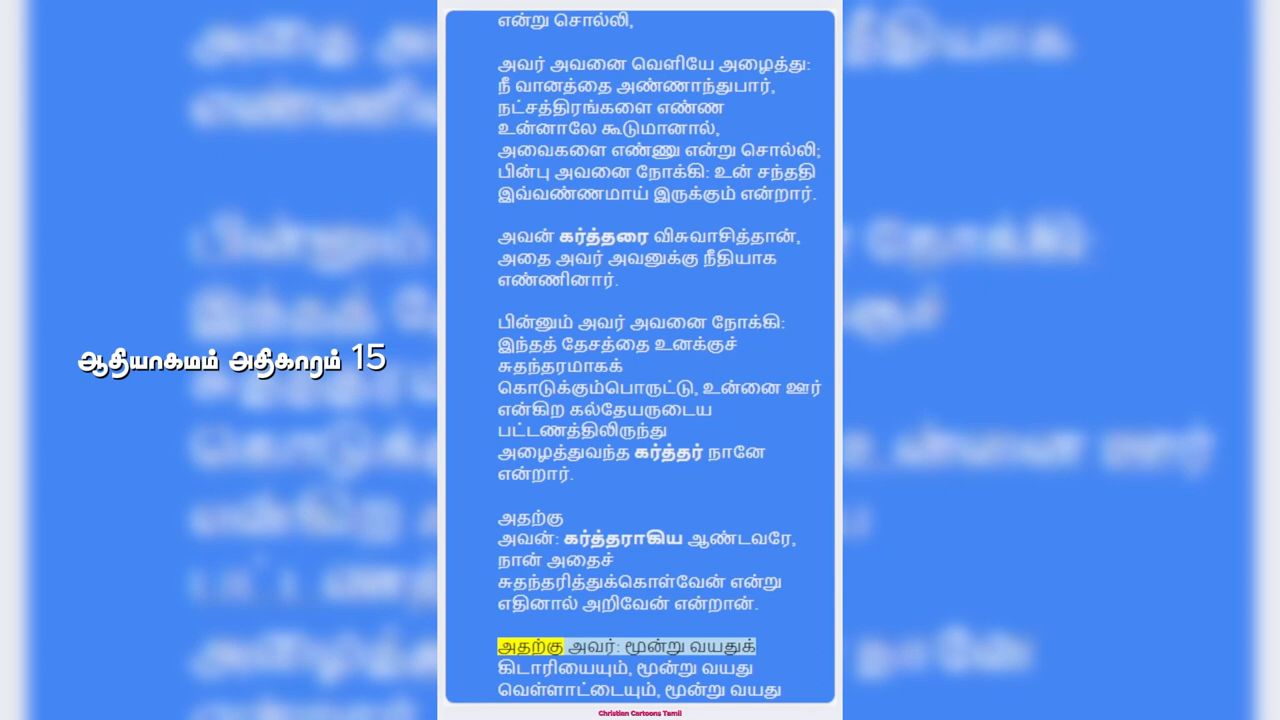 என்று சொல்லி,
அவர் அவனை வெளியே அழைத்து:
நீ வானத்தை அண்ணாந்துபார்,
நட்சத்திரங்களை எண்ண
உன்னாலே கூடுமானால்,
அவைகளை எண்ணு என்று சொல்லி;
பின்பு அவனை நோக்கி: உன் சந்ததி
இவ்வண்ணமாய் இருக்கும் என்றார்.
அவன் கர்த்தரை விசுவாசித்தான்,
அதை அவர் அவனுக்கு நீதியாக
எண்ணினார்.
பின்னும் அவர் அவனை நோக்கி:
இந்தத் தேசத்தை உனக்குச்
சுதந்தரமாகக்
கொடுக்கும்பொருட்டு, உன்னை ஊர்
என்கிற கல்தேயருடைய
பட்டணத்திலிருந்து
அழைத்துவந்த கர்த்தர் நானே
என்றார்.
அதற்கு
அவன்: கர்த்தராகிய ஆண்டவரே,
நான் அதைச்
சுதந்தரித்துக்கொள்வேன் என்று
எதினால் அறிவேன் என்றான்.
அதற்கு அவர்: மூன்று வயதுக்
கிடாரியையும், மூன்று வயது
வெள்ளாட்டையும், மூன்று வயது
ஆதியாகமம் அதிகாரம் 15
Christian Cartoons Tamil